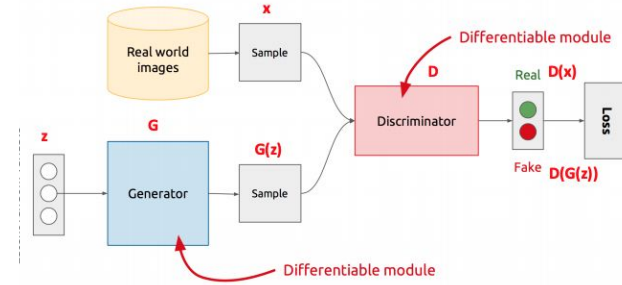 x
Real world
images
Sample
Differentiable module
D
Discriminator
Real
D(x)
Loss
Fake
D(G(z))
z
G
Generator
G(z)
Sample
Differentiable module